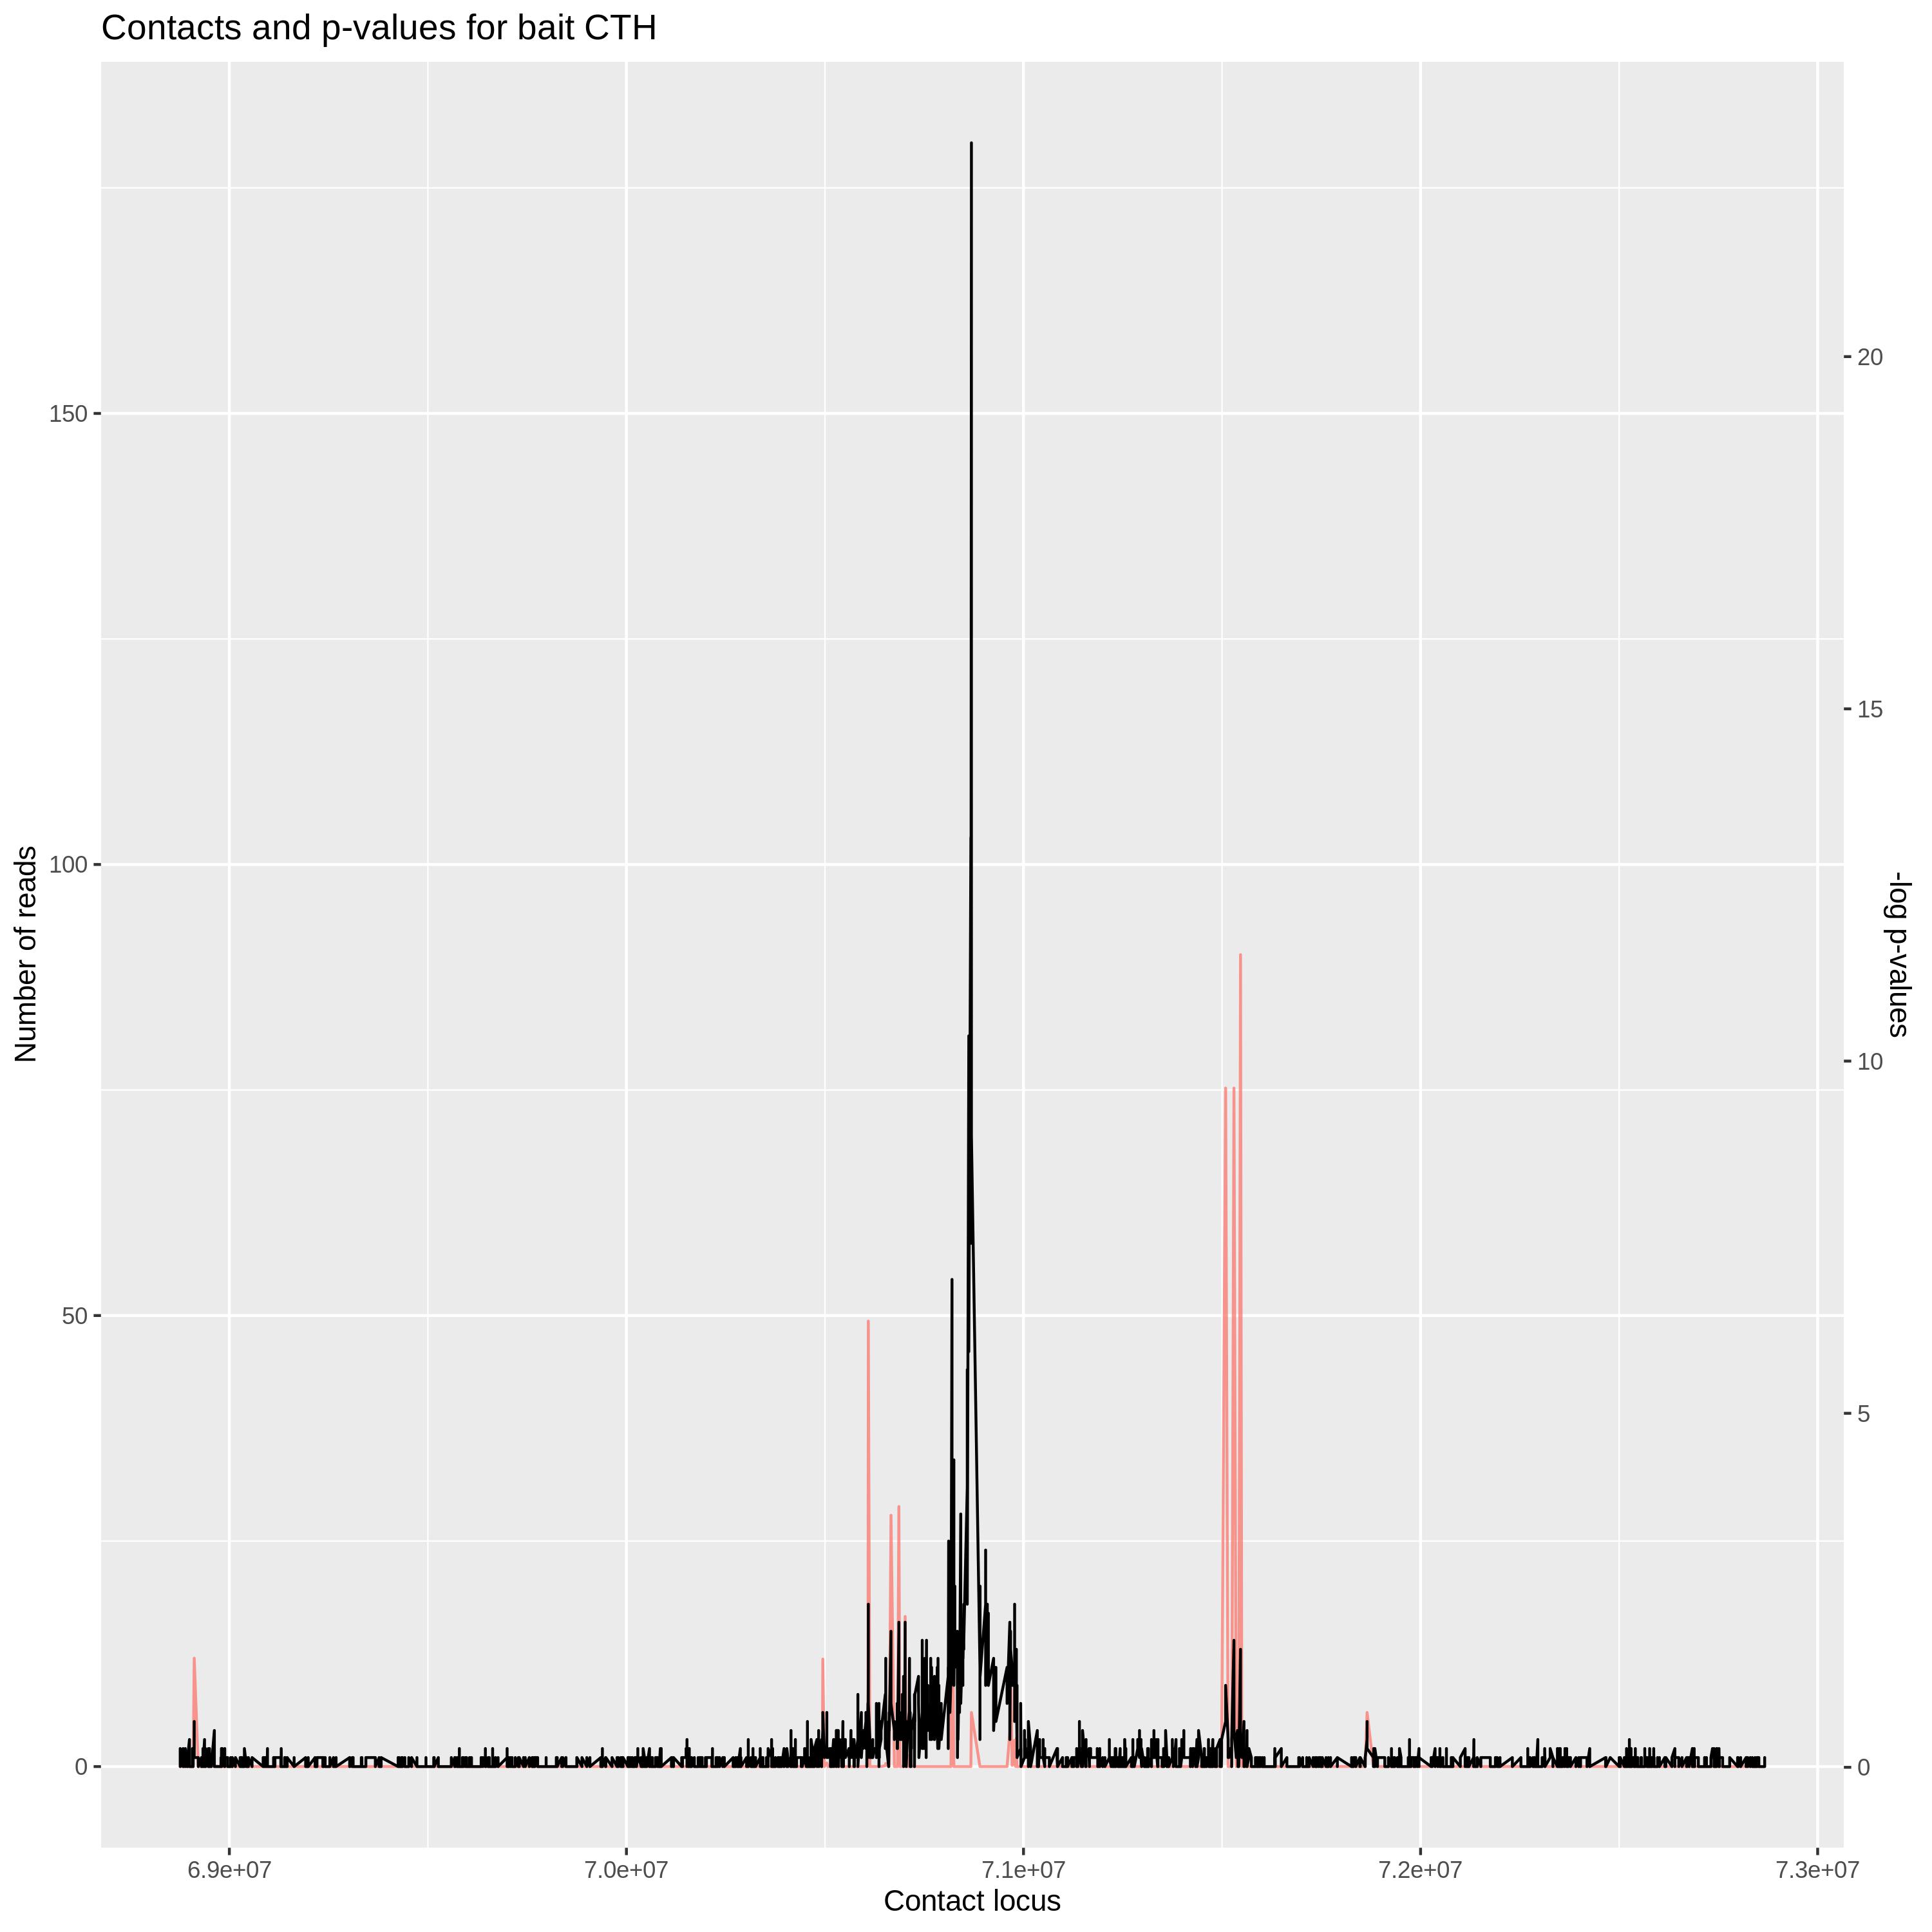 Contacts and p-values for bait CTH
Number of reads
150
100
50
0
20
15
10
5
0
-log p-values
6.9e+07
7.0e+07
7.1e+07
7.2e+07
7.3e+07
Contact locus